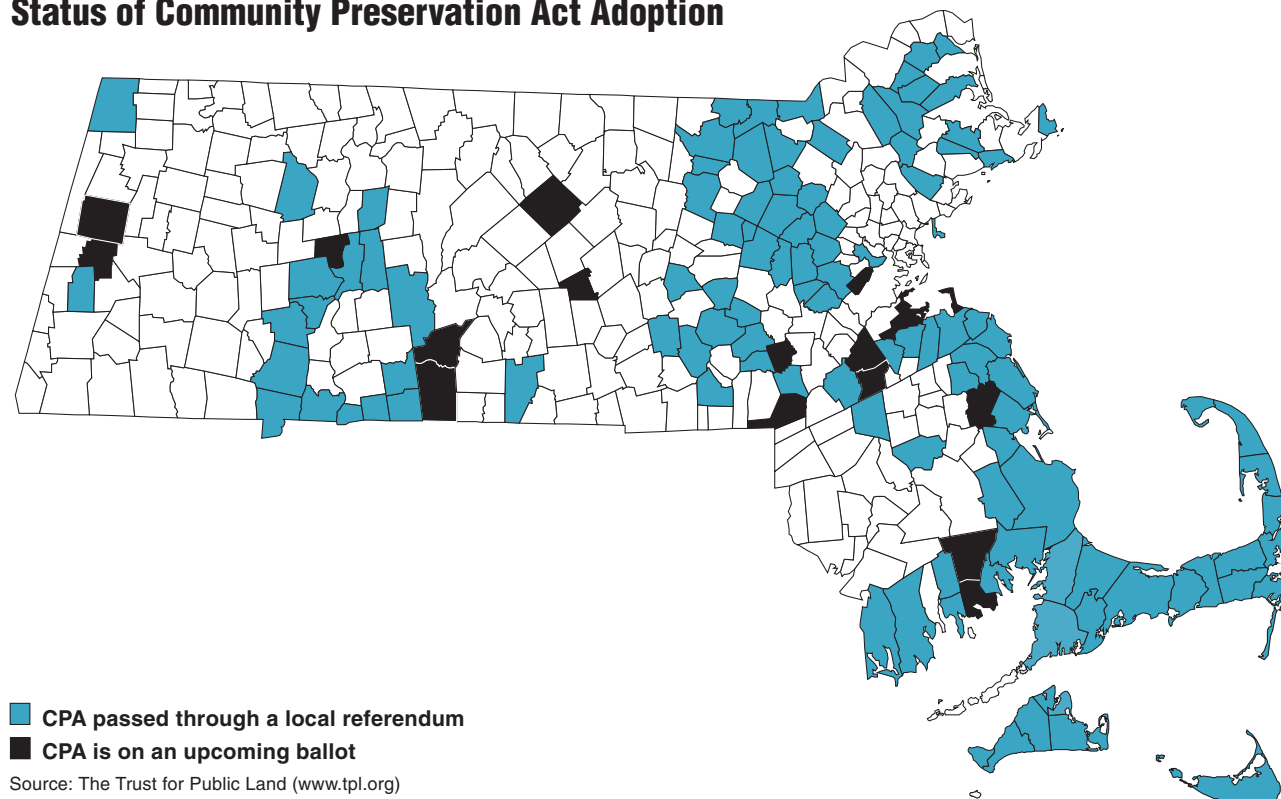 Status of Community Preservation Act Adoption
CPA passed through a local referendum
CPA is on an upcoming ballot
Source: The Trust for Public Land (www.tpl.org)